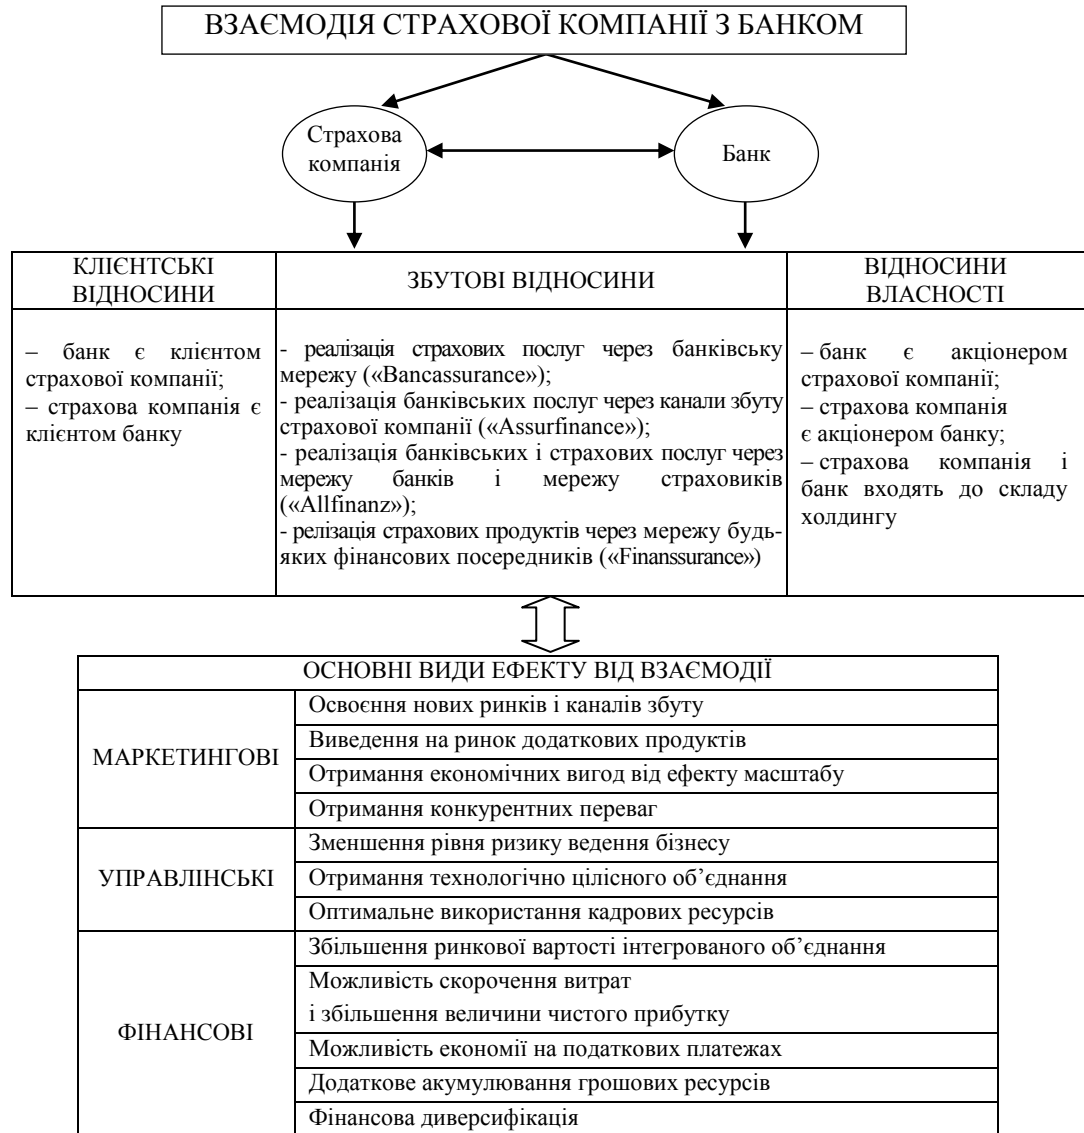 ВЗАЄМОДІЯ СТРАХОВОЇ КОМПАНІЇ З БАНКОМ
Страхова
компанія
Банк
КЛІЄНТСЬКІ
ВІДНОСИНИ
ЗБУТОВІ ВІДНОСИНИ
ВІДНОСИНИ
ВЛАСНОСТІ
– банк є клієнтом
страхової компанії;
– страхова компанія є
клієнтом банку
- реалізація страхових послуг через банківську
мережу («Bancassurance»);
- реалізація банківських послуг через канали збуту
страхової компанії («Assurfinance»);
- реалізація банківських і страхових послуг через
мережу банків і мережу страховиків
(«Allfinanz»);
- релізація страхових продуктів через мережу будь-
яких фінансових посередників («Finanssurance»)
– банк є акціонером
страхової компанії;
– страхова компанія
є акціонером банку;
– страхова компанія і
банк входять до складу
холдингу
ОСНОВНІ ВИДИ ЕФЕКТУ ВІД ВЗАЄМОДІЇ
МАРКЕТИНГОВІ
Освоєння нових ринків і каналів збуту
Виведення на ринок додаткових продуктів
Отримання економічних вигод від ефекту масштабу
Отримання конкурентних переваг
УПРАВЛІНСЬКІ
Зменшення рівня ризику ведення бізнесу
Отримання технологічно цілісного об’єднання
Оптимальне використання кадрових ресурсів
ФІНАНСОВІ
Збільшення ринкової вартості інтегрованого об’єднання
Можливість скорочення витрат
і збільшення величини чистого прибутку
Можливість економії на податкових платежах
Додаткове акумулювання грошових ресурсів
Фінансова диверсифікація